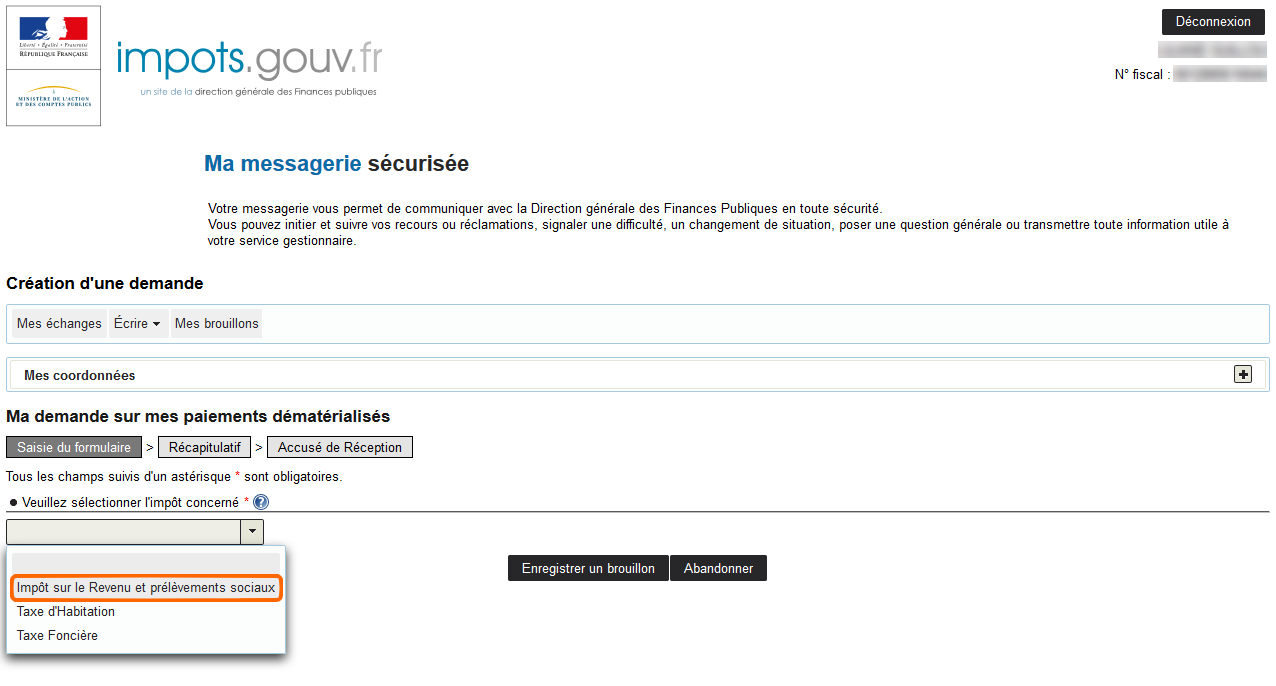 Liberté • Égalité • Fraternité
RÉPUBLIQUE FRANÇAISE
MINISTÈRE DE L'ACTION
ET DES COMPTES PUBLICS
impots.gouv.fr
un site de la direction générale des Finances publiques
Déconnexion
N° fiscal :
Ma messagerie sécurisée
Votre messagerie vous permet de communiquer avec la Direction générale des Finances Publiques en toute sécurité.
Vous pouvez initier et suivre vos recours ou réclamations, signaler une difficulté, un changement de situation, poser une question générale ou transmettre toute information utile à
votre service gestionnaire.
Création d'une demande
Mes échanges Écrire Mes brouillons
Mes coordonnées
Ma demande sur mes paiements dématérialisés
Saisie du formulaire > Récapitulatif > Accusé de Réception
Tous les champs suivis d'un astérisque * sont obligatoires.
Veuillez sélectionner l'impôt concerné * ?
Enregistrer un brouillon Abandonner
Impôt sur le Revenu et prélèvements sociaux
Taxe d'Habitation
Taxe Foncière